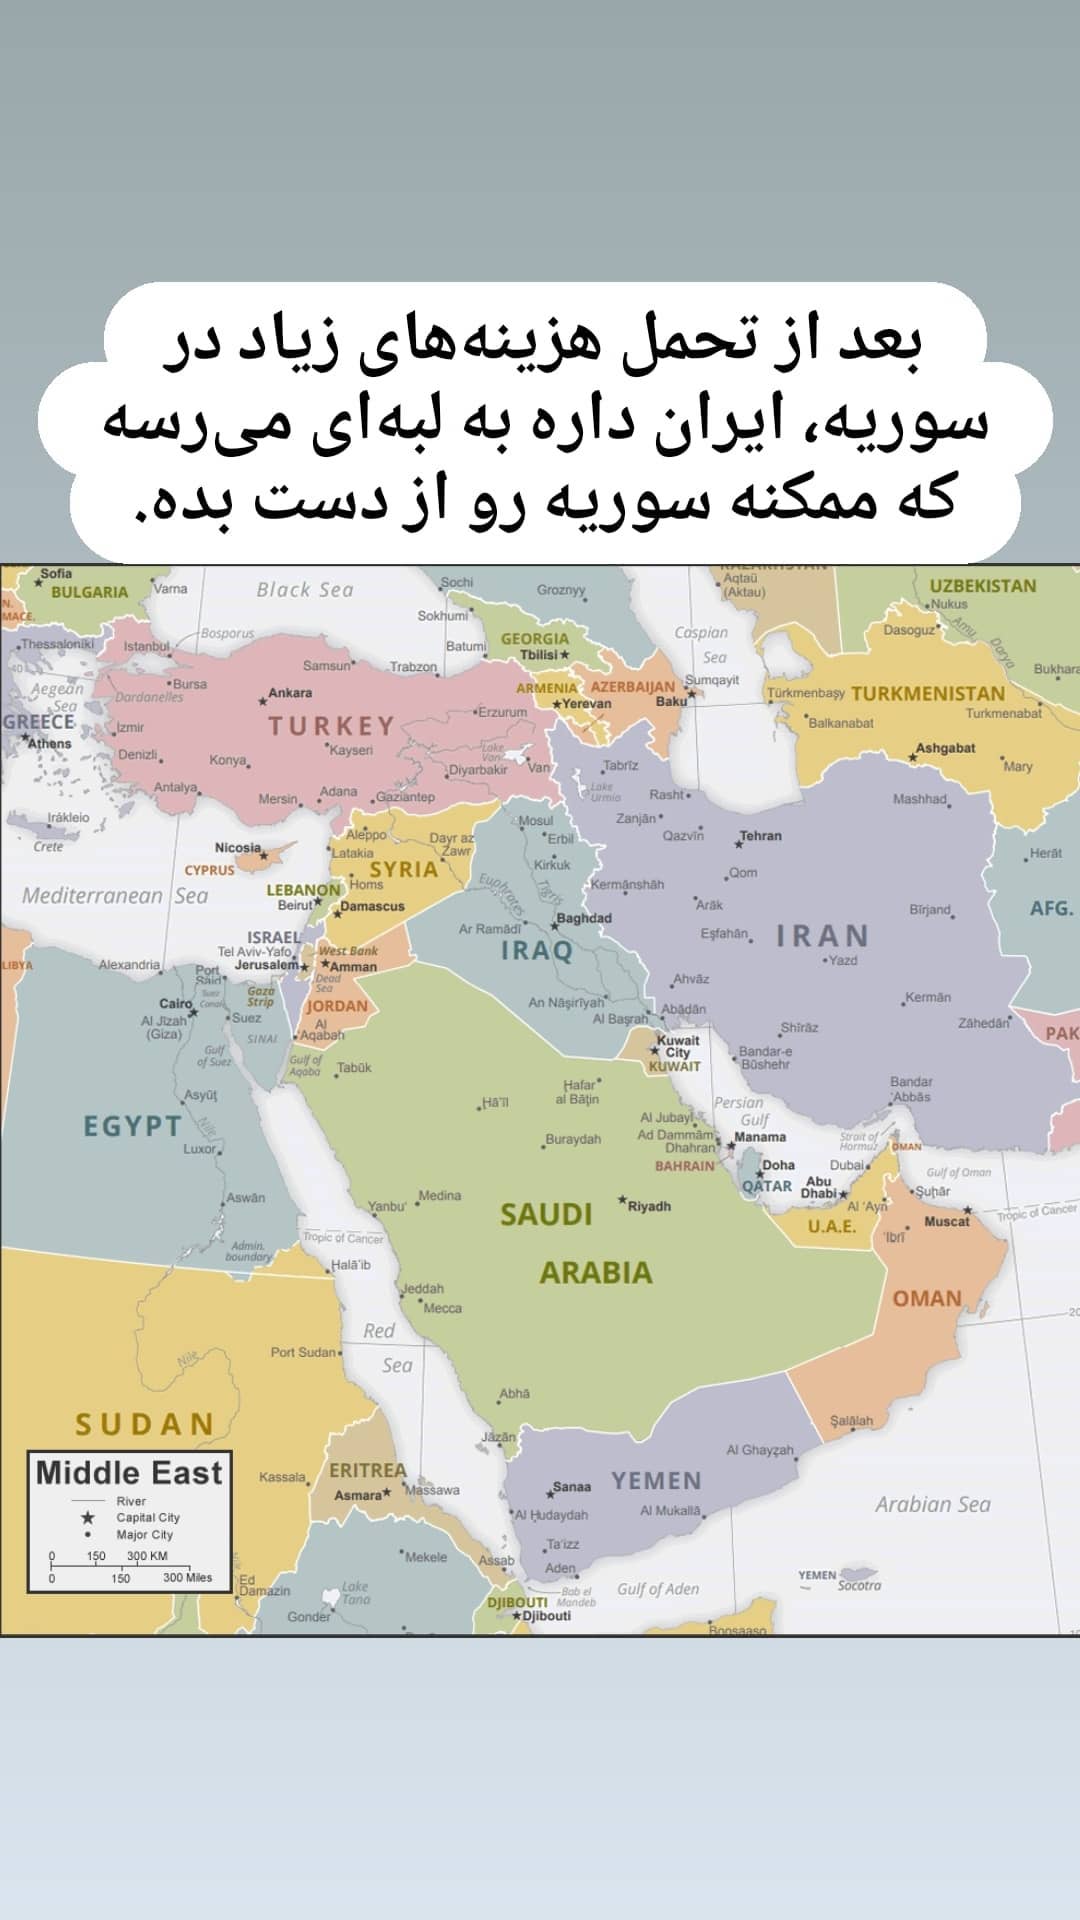 بعد از تحمل هزینه‌های زیاد در
سوریه، ایران داره به لبه‌ای می‌رسه
که ممکنه سوریه رو از دست بده.
Sofia
BULGARIA
Varna
Black Sea
Sochi
Groznyy
KAZAKHSTAN
Aqtaū
(Aktau)
UZBEKISTAN
Nukus
N.
MACE.
Thessaloníki
Istanbul
Bosporus
Sokhumi
Batumi
GEORGIA
Tbilisi
Caspian
Sea
Dasoguz
Amu
Darya
Bukhara
40
Aegean
Sea
Dardanelles
Bursa
Samsun
Trabzon
ARMENIA
Yerevan
AZERBAIJAN
Baku
Sumqayit
Türkmenbaşy
TURKMENISTAN
Turkmenabat
Balkanabat
GREECE
Athens
İzmir
Ankara
TURKEY
Erzurum
Kayseri
Denizli
Konya
Lake
Van
Van
Diyarbakir
Antalya
Mersin
Adana
Gaziantep
Tabrīz
Lake
Urmia
Rasht
Ashgabat
Mary
Mashhad
Irákleio
Crete
Nicosia
CYPRUS
Aleppo
Latakia
Dayr az
Zawr
SYRIA
Homs
Mosul
Erbil
Kirkuk
Zanjān
Qazvīn
Tehran
Qom
Herāt
AFG.
Mediterranean Sea
LEBANON
Beirut
Damascus
Euphrates
Tigris
Kermānshāh
Arāk
Bīrjand
ISRAEL
Tel Aviv-Yafo
Jerusalem
West Bank
Amman
Dead
Sea
Ar Ramādī
Baghdad
IRAQ
Eşfahān
IRAN
Yazd
LIBYA
Alexandria
Port
Said
Suez
Canal
Gaza
Strip
JORDAN
Al
Aqabah
Cairo
Al Jīzah
(Giza)
Suez
SINAI
Gulf
of Suez
Gulf of
Aqaba
Tabūk
An Nāşirīyah
Al Başrah
Ahvāz
Abādān
Kermān
Zāhedān
PAK
Shīrāz
Kuwait
City
KUWAIT
Bandar-e
Būshehr
Bandar
'Abbās
EGYPT
Asyūţ
Nile
Luxor
Aswān
Hā'il
Ḩafar
al Bāţin
Buraydah
Al Jubayl
Ad Dammām
Dhahran
Persian
Gulf
Manama
BAHRAIN
Strait of
Hormuz
OMAN
Doha
QATAR
Dubai
Abu
Dhabi
Al 'Ayn
U.A.E.
Gulf of Oman
Şuḩār
Muscat
Tropic of Cancer
'Ibrī
Yanbu'
Medina
SAUDI
ARABIA
Riyadh
Tropic of Cancer
Admin.
boundary
Halā'ib
Jeddah
Mecca
OMAN
20
Red
Sea
Nile
Port Sudan
SUDAN
Abhā
Jāzān
Şalālah
Al Ghayzah
Middle East
River
Capital City
Major City
0 150 300 KM
0 150 300 Miles
Kassala
ERITREA
Asmara
Massawa
Sanaa
YEMEN
Al Ḩudaydah
Al Mukallā
Arabian Sea
Ta'izz
Aden
Mekele
Assab
Ed
Damazin
Lake
Tana
Gonder
DJIBOUTI
Djibouti
Bab el
Mandeb
Gulf of Aden
YEMEN
Socotra
Boosaaso